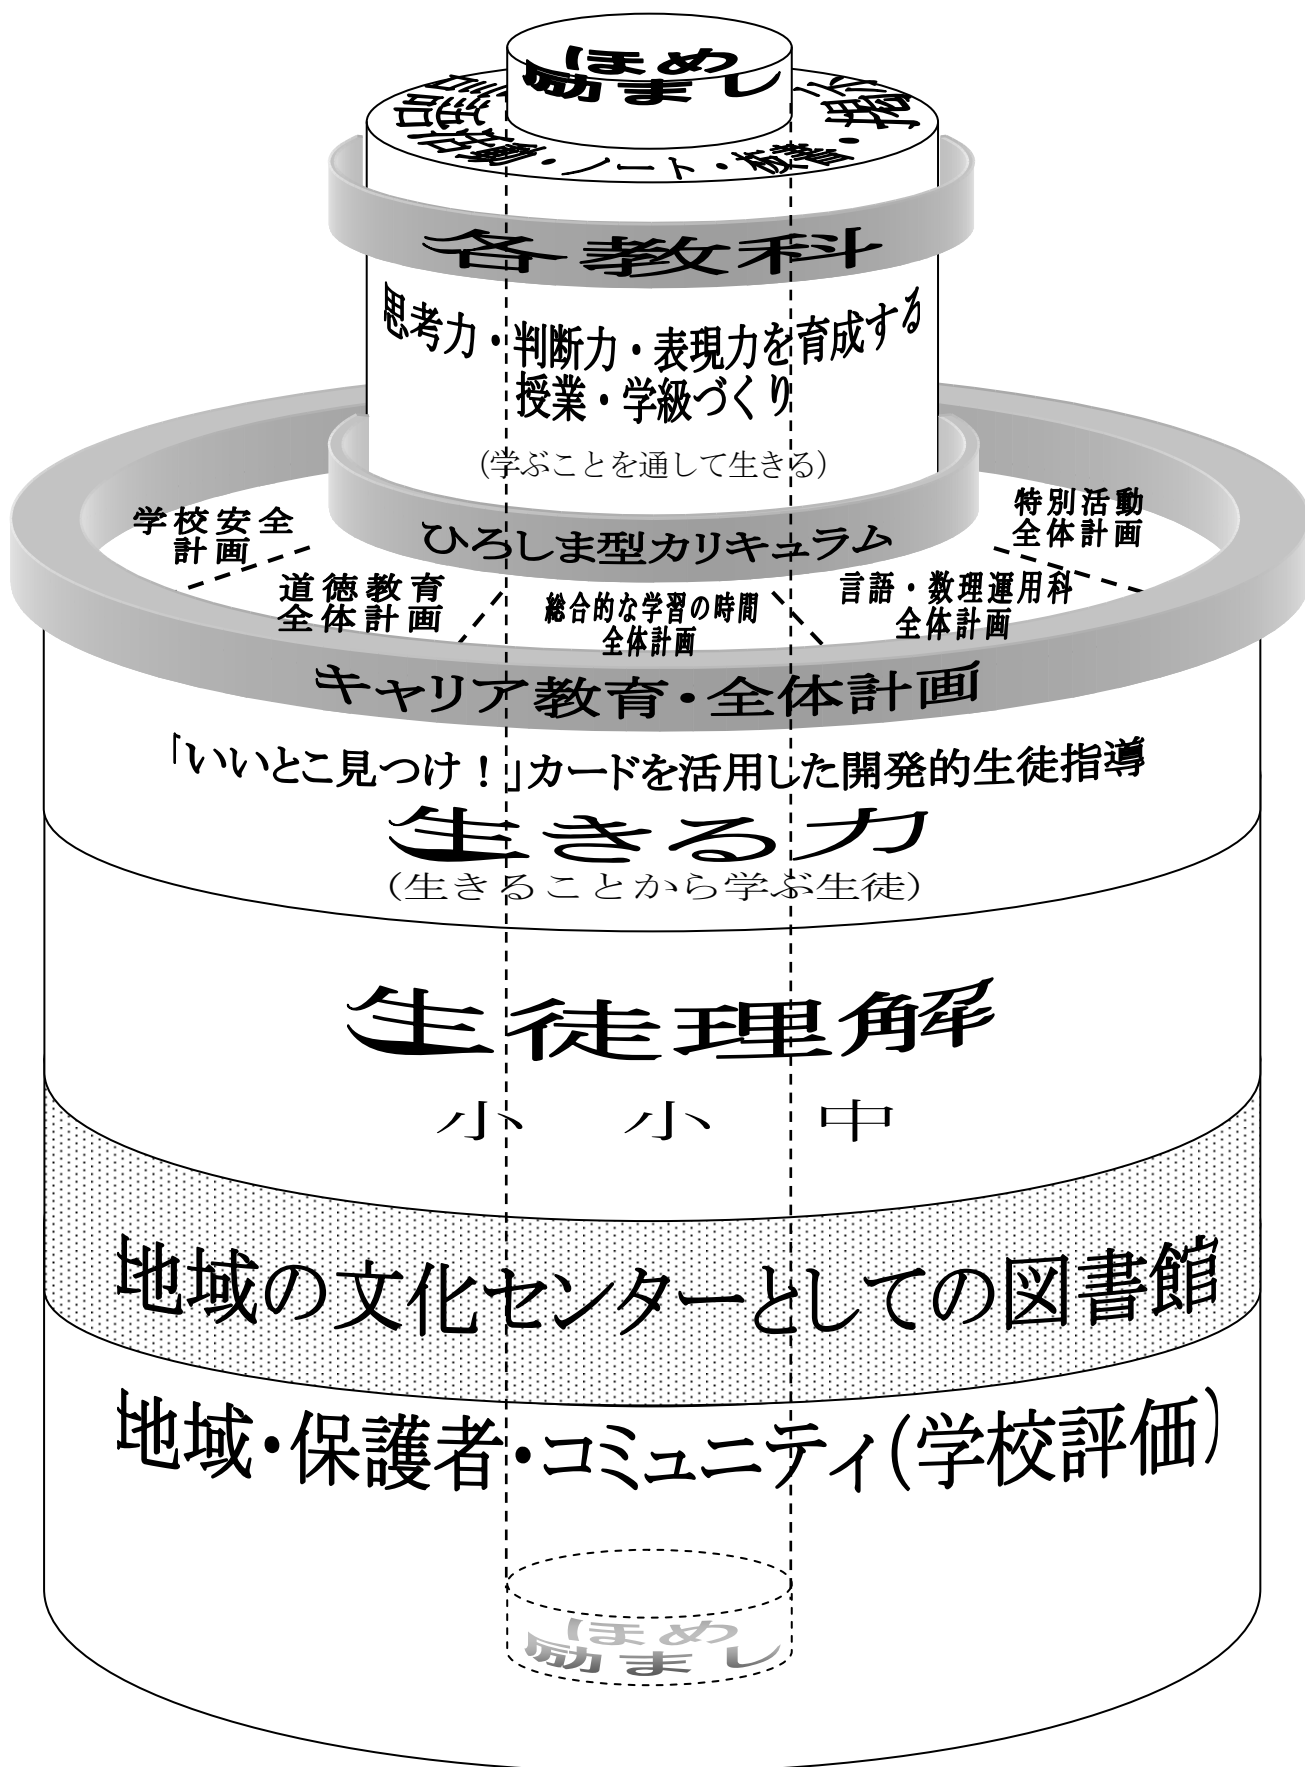 ほめ
励まし
言語
活動・ノート・板書・
各教科
思考力・判断力・表現力を育成する
授業・学級づくり
(学ぶことを通して生きる)
ひろしま型カリキュラム
学校安全
計画
道徳教育
全体計画
総合的な学習の時間
全体計画
言語・数理運用科
全体計画
特別活動
全体計画
キャリア教育・全体計画
「いいとこ見つけ！」カードを活用した開発的生徒指導
生きる力
(生きることから学ぶ生徒)
生徒理解
小 小 中
地域の文化センターとしての図書館
地域・保護者・コミュニティ(学校評価)
ほめ
励まし